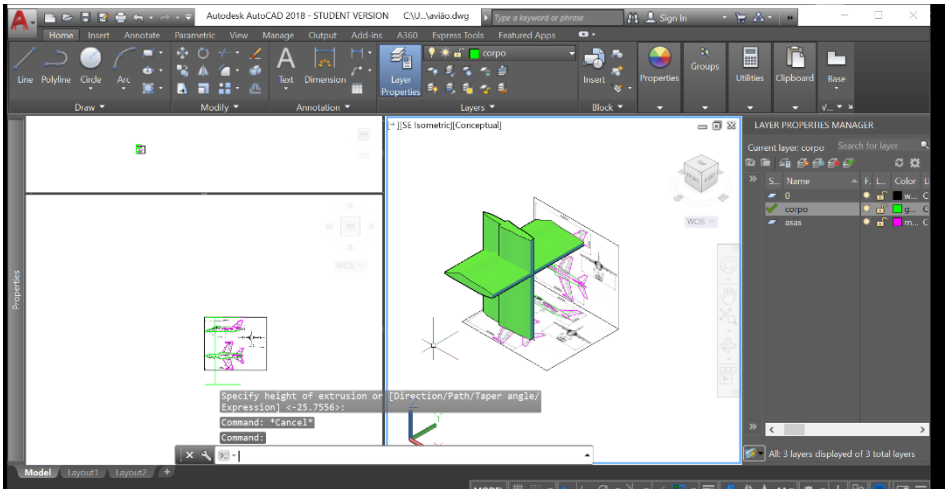 Autodesk AutoCAD 2018 - STUDENT VERSION C:\U...\avião.dwg Type a keyword or phrase Sign In
Home Insert Annotate Parametric View Manage Output Add-ins A360 Express Tools Featured Apps
corpo
Line Polyline Circle Arc Text Dimension Layer Properties Insert Properties Groups Utilities Clipboard Base
Draw Modify Annotation Layers Block V...
[+][SE Isometric][Conceptual]
LAYER PROPERTIES MANAGER
Current layer: corpo Search for layer
S... Name F. L... Color L
0 w... C
corpo g... C
asas m... C
WCS
WCS
Properties
Specify height of extrusion or [Direction/Path/Taper angle/
Expression] <-25.7556>:
Command: *Cancel*
Command:
All: 3 layers displayed of 3 total layers
Model Layout1 Layout2 +
MODEL